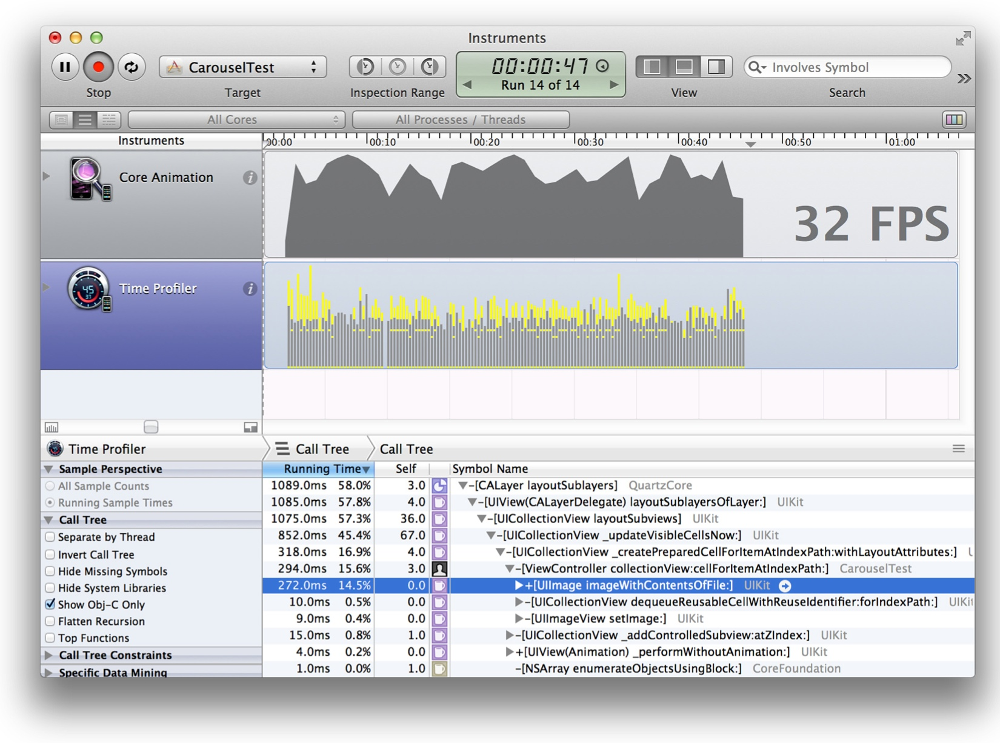 Instruments
CarouselTest
00:00:47
Run 14 of 14
Involves Symbol
Stop
Target
Inspection Range
View
Search
All Cores
All Processes / Threads
Instruments
00:00
00:10
00:20
00:30
00:40
00:50
01:00
Core Animation
32 FPS
Time Profiler
45
Time Profiler
Call Tree
Call Tree
Sample Perspective
All Sample Counts
Running Sample Times
Call Tree
Separate by Thread
Invert Call Tree
Hide Missing Symbols
Hide System Libraries
Show Obj-C Only
Flatten Recursion
Top Functions
Call Tree Constraints
Specific Data Mining
Running Time Self Symbol Name
1089.0ms 58.0% 3.0 -[CALayer layoutSublayers] QuartzCore
1085.0ms 57.8% 4.0 -[UIView(CALayerDelegate) layoutSublayersOfLayer:] UIKit
1075.0ms 57.3% 36.0 -[UICollectionView layoutSubviews] UIKit
852.0ms 45.4% 67.0 -[UICollectionView _updateVisibleCellsNow:] UIKit
318.0ms 16.9% 4.0 -[UICollectionView _createPreparedCellForItemAtIndexPath:withLayoutAttributes:]
294.0ms 15.6% 3.0 -[ViewController collectionView:cellForItemAtIndexPath:] CarouselTest
272.0ms 14.5% 0.0 +[UIImage imageWithContentsOfFile:] UIKit
10.0ms 0.5% 0.0 -[UICollectionView dequeueReusableCellWithReuseIdentifier:forIndexPath:] UIKi
9.0ms 0.4% 0.0 -[UIImageView setImage:] UIKit
15.0ms 0.8% 1.0 -[UICollectionView _addControlledSubview:atZIndex:] UIKit
4.0ms 0.2% 0.0 +[UIView(Animation) _performWithoutAnimation:] UIKit
1.0ms 0.0% 1.0 -[NSArray enumerateObjectsUsingBlock:] CoreFoundation